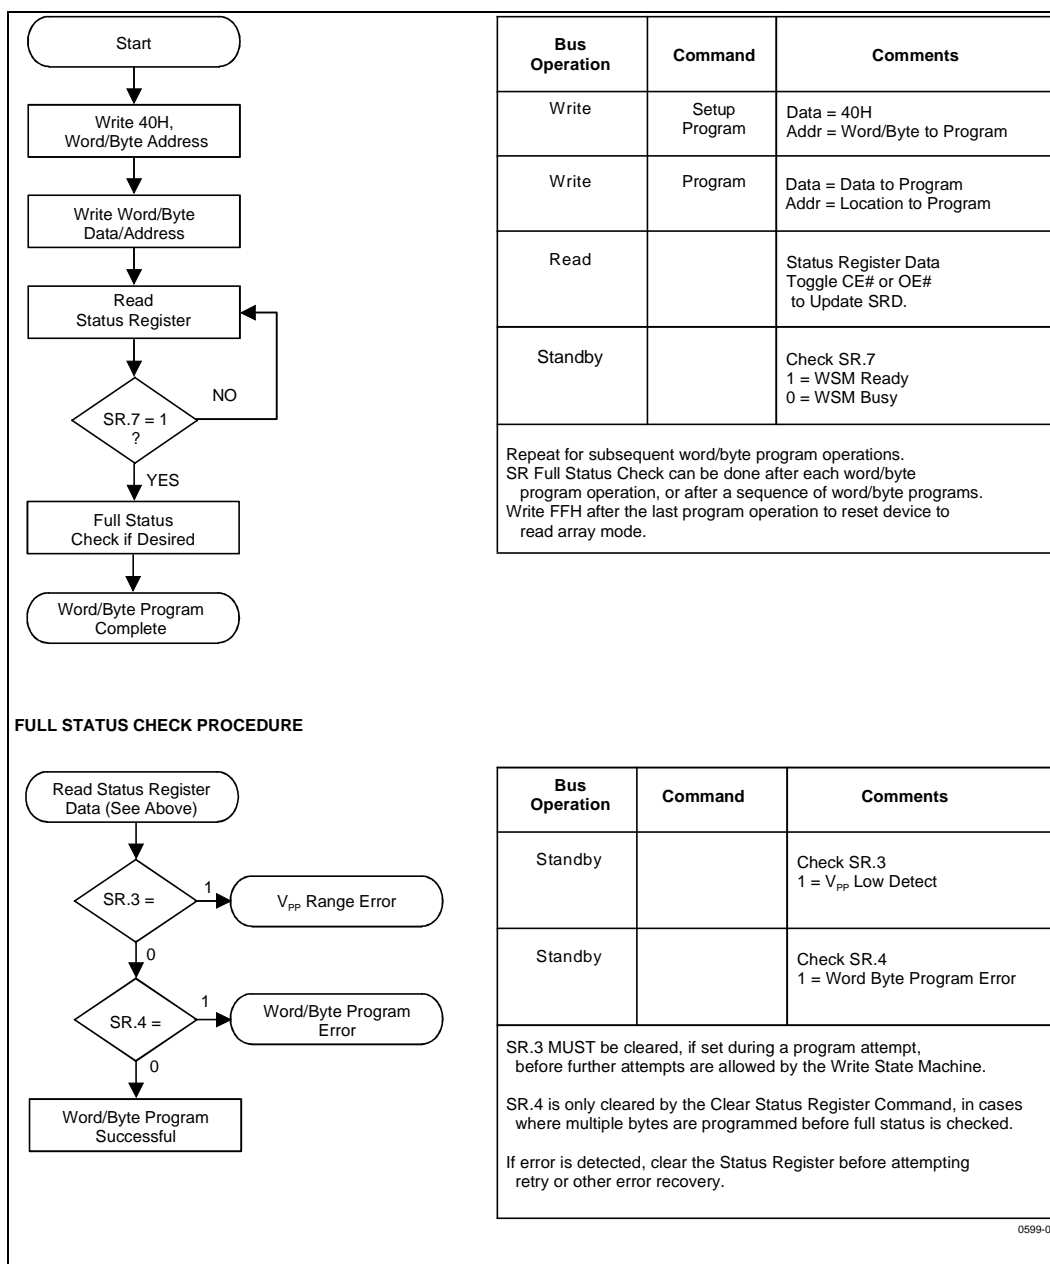 Start
Write 40H,
Word/Byte Address
Write Word/Byte
Data/Address
Read
Status Register
NO
SR.7 = 1
?
YES
Full Status
Check if Desired
Word/Byte Program
Complete
Bus
Operation
Command
Comments
Write
Setup
Program
Data = 40H
Addr = Word/Byte to Program
Write
Program
Data = Data to Program
Addr = Location to Program
Read
Status Register Data
Toggle CE# or OE#
to Update SRD.
Standby
Check SR.7
1 = WSM Ready
0 = WSM Busy
Repeat for subsequent word/byte program operations.
SR Full Status Check can be done after each word/byte
program operation, or after a sequence of word/byte programs.
Write FFH after the last program operation to reset device to
read array mode.
FULL STATUS CHECK PROCEDURE
Read Status Register
Data (See Above)
SR.3 =
1
VPP Range Error
0
SR.4 =
1
Word/Byte Program
Error
0
Word/Byte Program
Successful
Bus
Operation
Command
Comments
Standby
Check SR.3
1 = VPP Low Detect
Standby
Check SR.4
1 = Word Byte Program Error
SR.3 MUST be cleared, if set during a program attempt,
before further attempts are allowed by the Write State Machine.
SR.4 is only cleared by the Clear Status Register Command, in cases
where multiple bytes are programmed before full status is checked.
If error is detected, clear the Status Register before attempting
retry or other error recovery.
0599-0